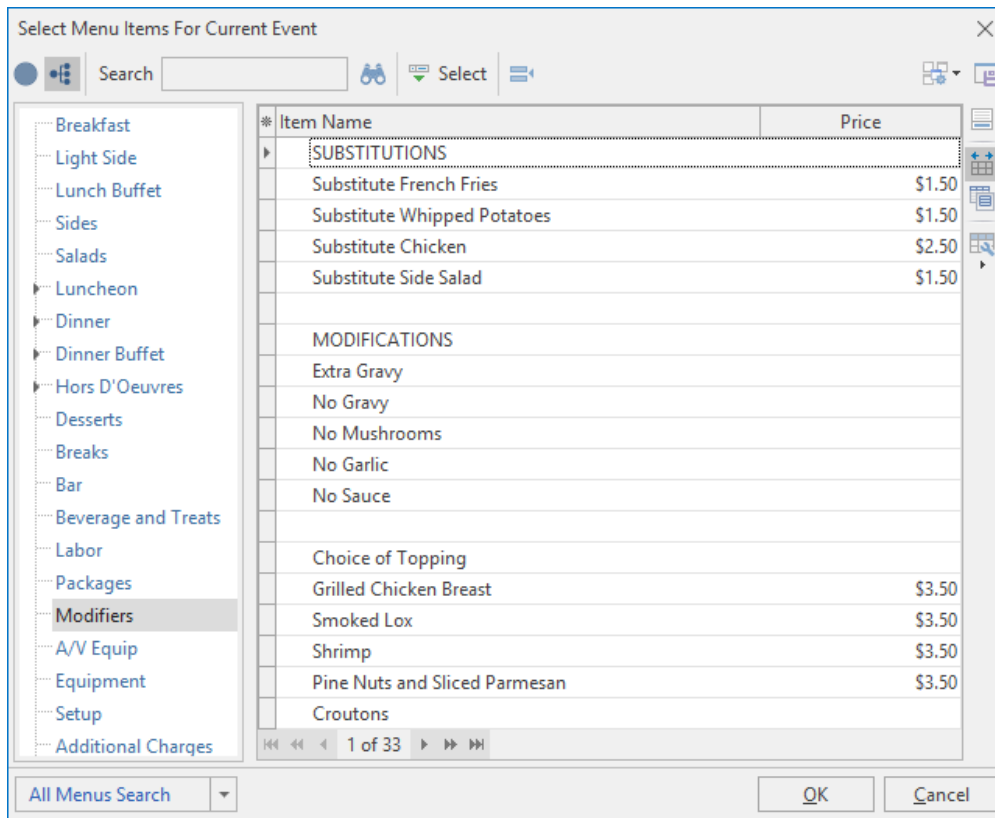 Select Menu Items For Current Event
Search
Select
Breakfast
Light Side
Lunch Buffet
Sides
Salads
Luncheon
Dinner
Dinner Buffet
Hors D'Oeuvres
Desserts
Breaks
Bar
Beverage and Treats
Labor
Packages
Modifiers
A/V Equip
Equipment
Setup
Additional Charges
Item Name Price
SUBSTITUTIONS
Substitute French Fries $1.50
Substitute Whipped Potatoes $1.50
Substitute Chicken $2.50
Substitute Side Salad $1.50
MODIFICATIONS
Extra Gravy
No Gravy
No Mushrooms
No Garlic
No Sauce
Choice of Topping
Grilled Chicken Breast $3.50
Smoked Lox $3.50
Shrimp $3.50
Pine Nuts and Sliced Parmesan $3.50
Croutons
1 of 33
All Menus Search
OK Cancel